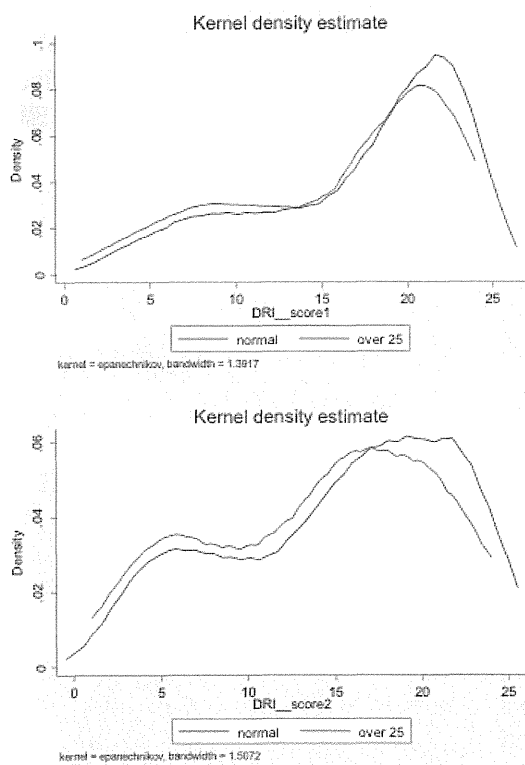 Kernel density estimate
.1
.08
.06
.04
.02
0
Density
0 5 10 15 20 25
DRI__score1
normal over 25
kernel = epanechnikov, bandwidth = 1.3917
Kernel density estimate
.06
.04
.02
0
Density
0 5 10 15 20 25
DRI__score2
normal over 25
kernel = epanechnikov, bandwidth = 1.5072